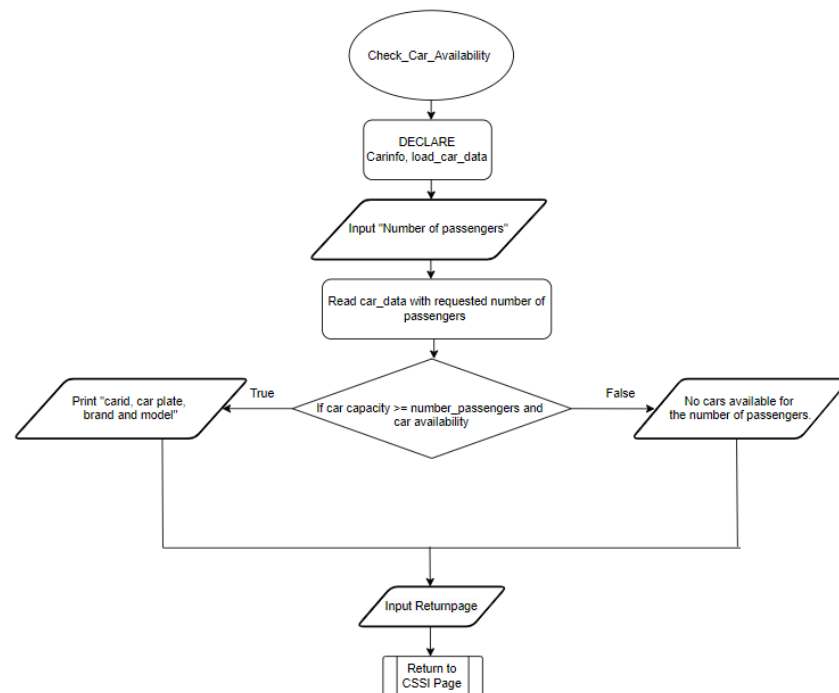 Check_Car_Availability
DECLARE
Carinfo, load_car_data
Input "Number of passengers"
Read car_data with requested number of
passengers
True
False
Print "carid, car plate,
brand and model"
If car capacity >= number_passengers and
car availability
No cars available for
the number of passengers.
Input Returnpage
Return to
CSSI Page